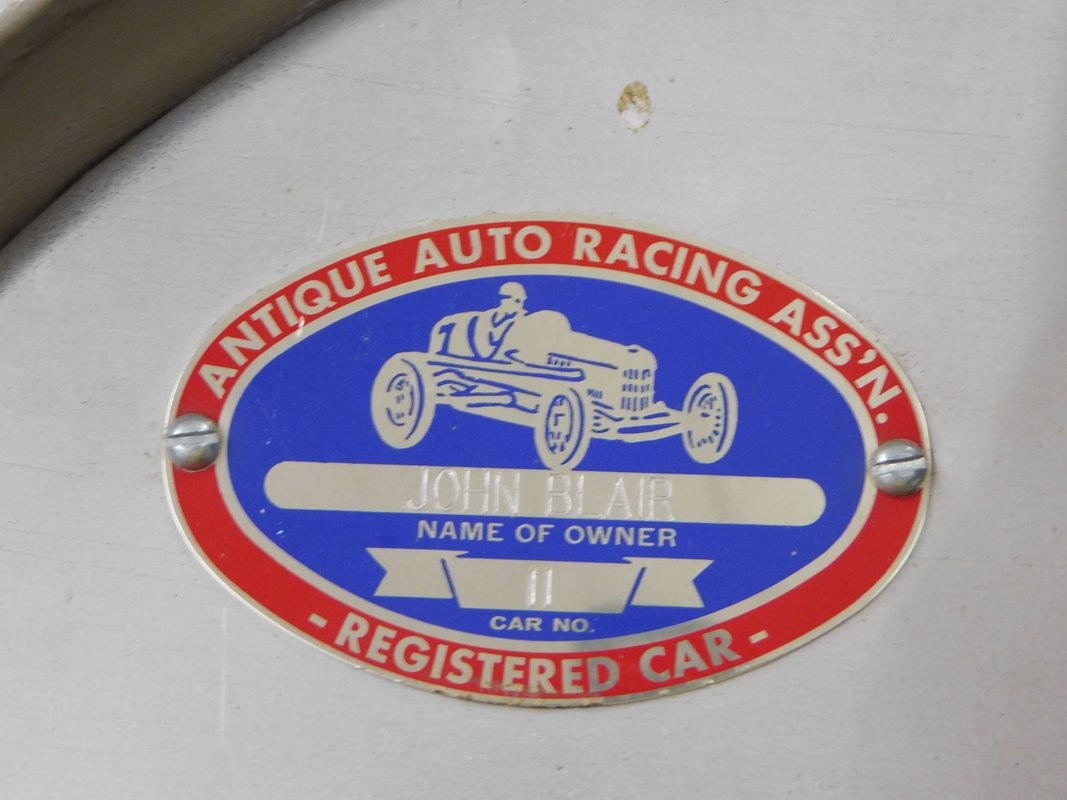 ANTIQUE AUTO RACING ASS'N.
JOHN BLAIR
NAME OF OWNER
11
CAR NO.
- REGISTERED CAR -